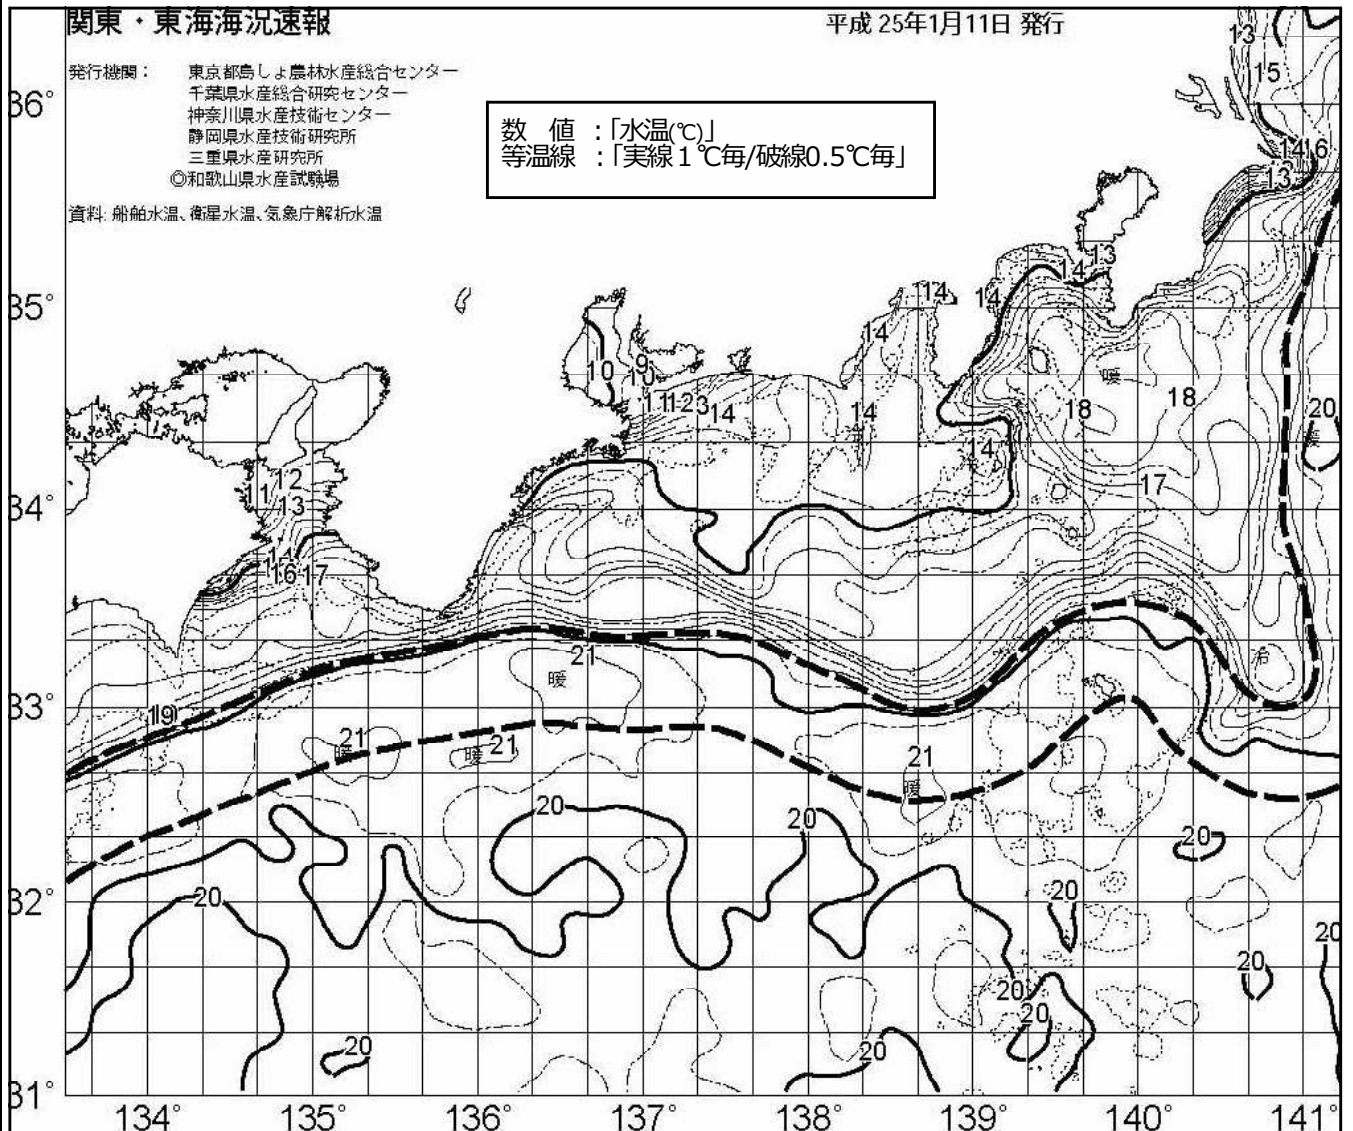 関東・東海海況速報
平成 25年1月11日 発行
発行機関： 東京都島しょ農林水産総合センター
千葉県水産総合研究センター
神奈川県水産技術センター
静岡県水産技術研究所
三重県水産研究所
◎和歌山県水産試験場
資料: 船舶水温、衛星水温、気象庁解析水温
数 値 ：「水温(℃)」
等温線 ：「実線１℃毎/破線0.5℃毎」
13
15
36°
14 16
13
13
14
14
14
35°
14
9
10
10
暖
11 12 3 14
14
18
18
20
暖
14
冷
12
11
13
17
34°
14
16 17
冷
21
暖
33°
19
21
暖
21
暖
21
暖
20
20
20
20
20
32°
20
20
20
20
20
20
31°
134° 135° 136° 137° 138° 139° 140° 141°